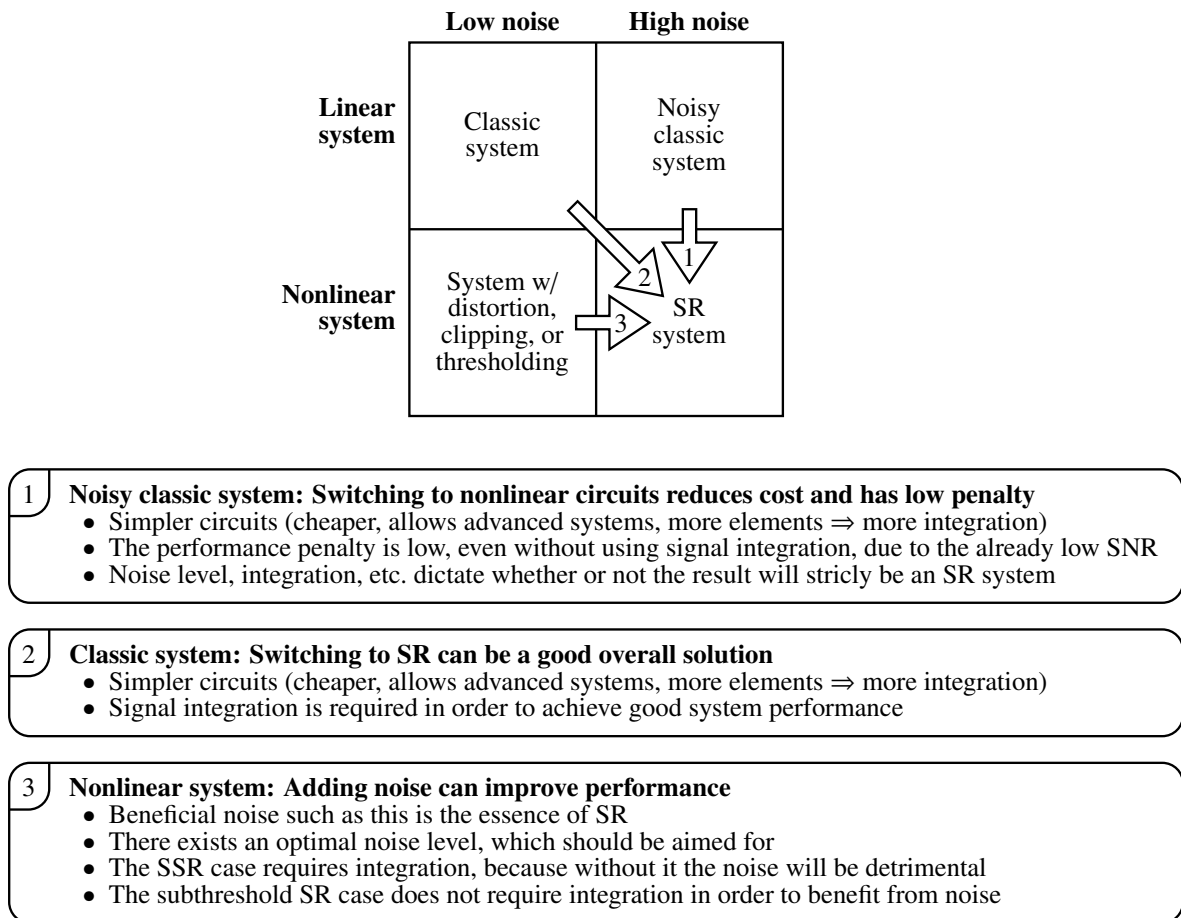 Low noise High noise
Linear system
Classic system
Noisy classic system
Nonlinear system
System w/ distortion, clipping, or thresholding
SR system
1
2
3
1 Noisy classic system: Switching to nonlinear circuits reduces cost and has low penalty
• Simpler circuits (cheaper, allows advanced systems, more elements ⇒ more integration)
• The performance penalty is low, even without using signal integration, due to the already low SNR
• Noise level, integration, etc. dictate whether or not the result will stricly be an SR system
2 Classic system: Switching to SR can be a good overall solution
• Simpler circuits (cheaper, allows advanced systems, more elements ⇒ more integration)
• Signal integration is required in order to achieve good system performance
3 Nonlinear system: Adding noise can improve performance
• Beneficial noise such as this is the essence of SR
• There exists an optimal noise level, which should be aimed for
• The SSR case requires integration, because without it the noise will be detrimental
• The subthreshold SR case does not require integration in order to benefit from noise